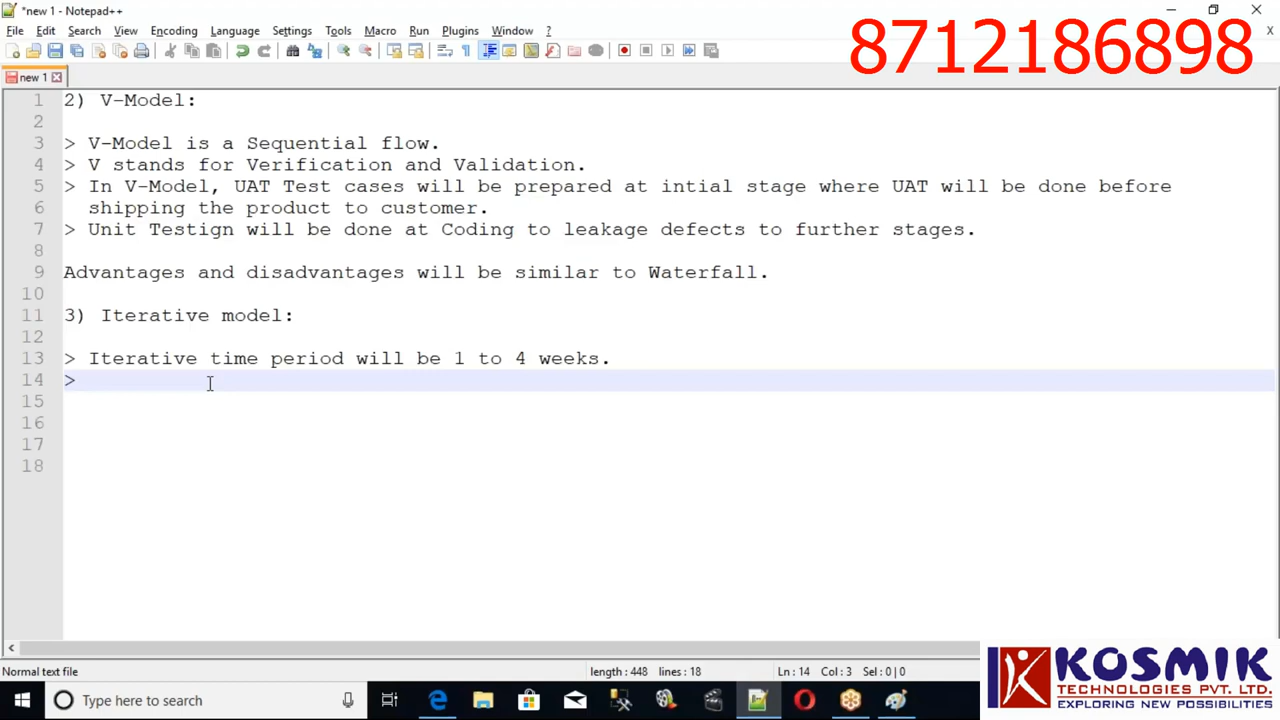 *new 1 - Notepad++
8712186898
File Edit Search View Encoding Language Settings Tools Macro Run Plugins Window ?
X
new 1
1 2) V-Model:
2
3 > V-Model is a Sequential flow.
4 > V stands for Verification and Validation.
5 > In V-Model, UAT Test cases will be prepared at intial stage where UAT will be done before
6 shipping the product to customer.
7 > Unit Testign will be done at Coding to leakage defects to further stages.
8
9 Advantages and disadvantages will be similar to Waterfall.
10
11 3) Iterative model:
12
13 > Iterative time period will be 1 to 4 weeks.
14 >
15
16
17
18
Normal text file length : 448 lines : 18 Ln : 14 Col : 3 Sel : 0 | 0
Type here to search
KOSMIK
TECHNOLOGIES PVT. LTD.
EXPLORING NEW POSSIBILITIES